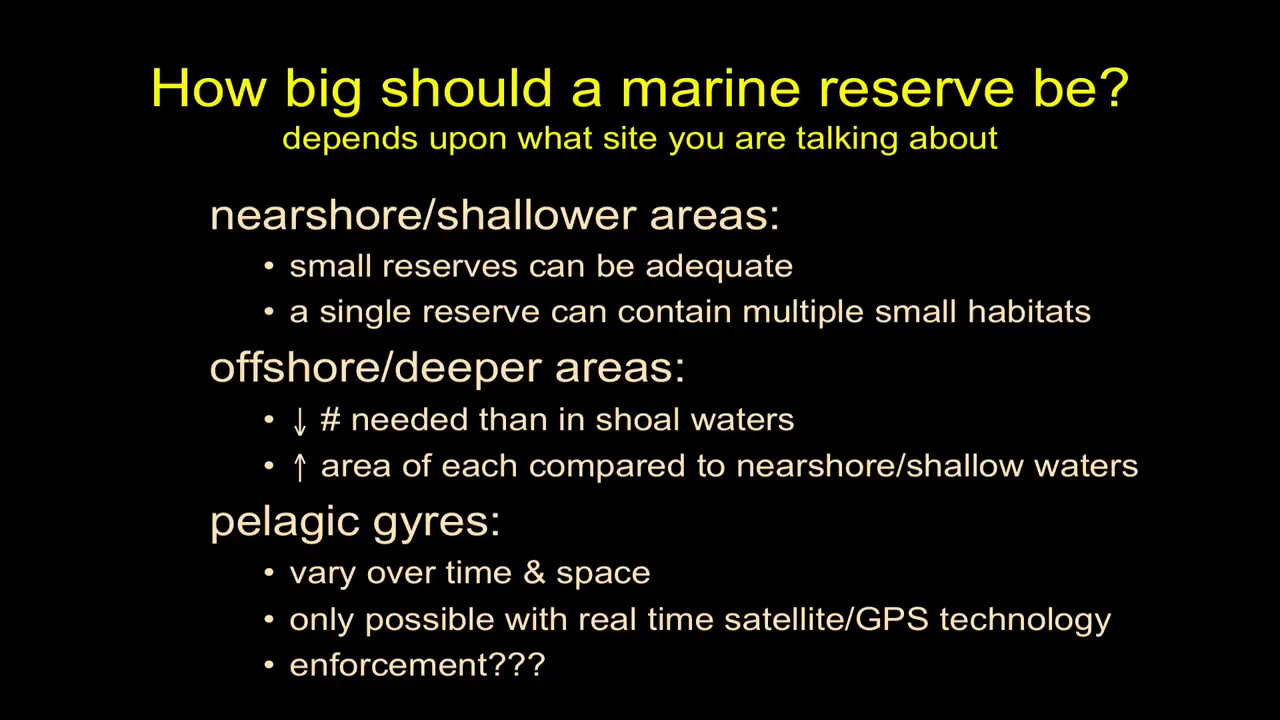 How big should a marine reserve be?
depends upon what site you are talking about
nearshore/shallower areas:
• small reserves can be adequate
• a single reserve can contain multiple small habitats
offshore/deeper areas:
• ↓ # needed than in shoal waters
• ↑ area of each compared to nearshore/shallow waters
pelagic gyres:
• vary over time & space
• only possible with real time satellite/GPS technology
• enforcement???